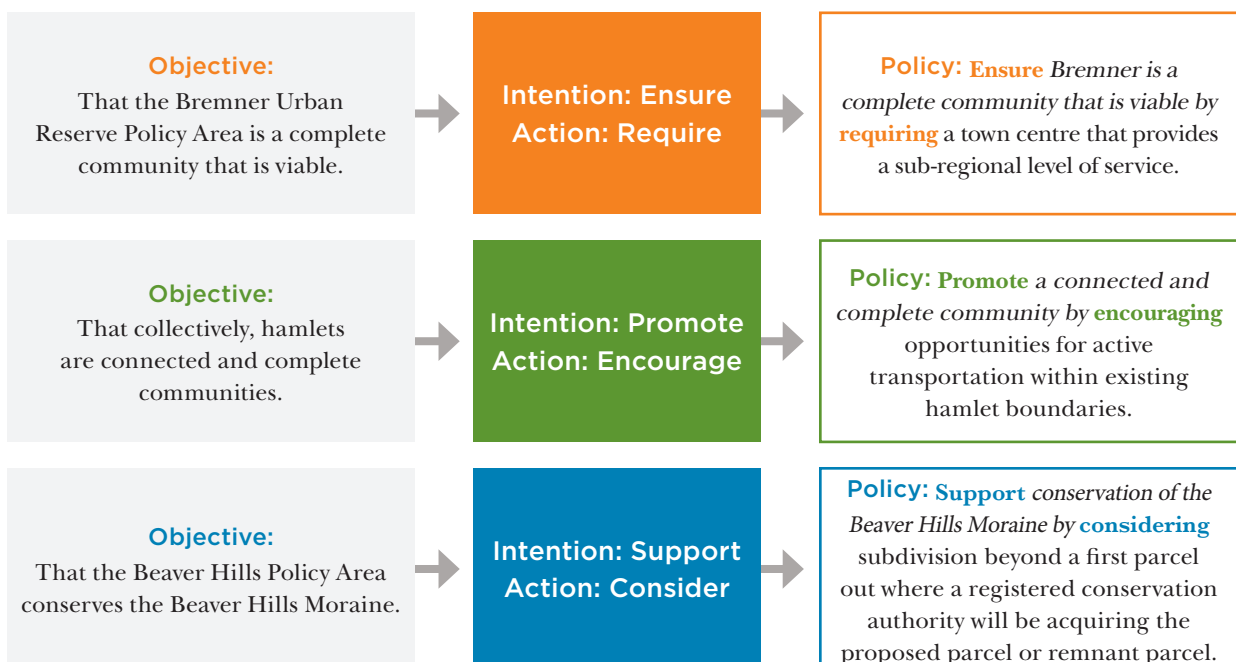 Objective:
That the Bremner Urban
Reserve Policy Area is a complete
community that is viable.
Intention: Ensure
Action: Require
Policy: Ensure Bremner is a
complete community that is viable by
requiring a town centre that provides
a sub-regional level of service.
Objective:
That collectively, hamlets
are connected and complete
communities.
Intention: Promote
Action: Encourage
Policy: Promote a connected and
complete community by encouraging
opportunities for active
transportation within existing
hamlet boundaries.
Objective:
That the Beaver Hills Policy Area
conserves the Beaver Hills Moraine.
Intention: Support
Action: Consider
Policy: Support conservation of the
Beaver Hills Moraine by considering
subdivision beyond a first parcel
out where a registered conservation
authority will be acquiring the
proposed parcel or remnant parcel.